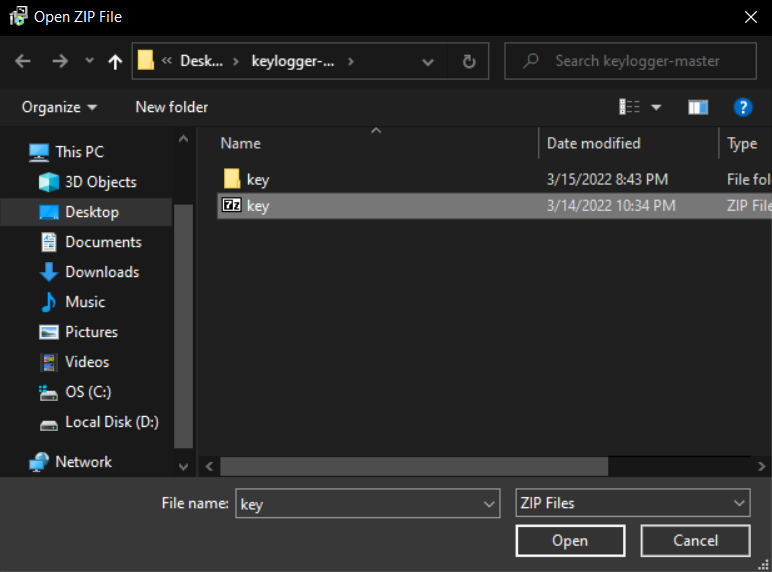 Open ZIP File
« Desk... › keylogger-... ›
Search keylogger-master
Organize
New folder
Name
Date modified
Type
This PC
3D Objects
Desktop
Documents
Downloads
Music
Pictures
Videos
OS (C:)
Local Disk (D:)
Network
key
3/15/2022 8:43 PM
File fol
7z
key
3/14/2022 10:34 PM
ZIP File
File name:
key
ZIP Files
Open
Cancel